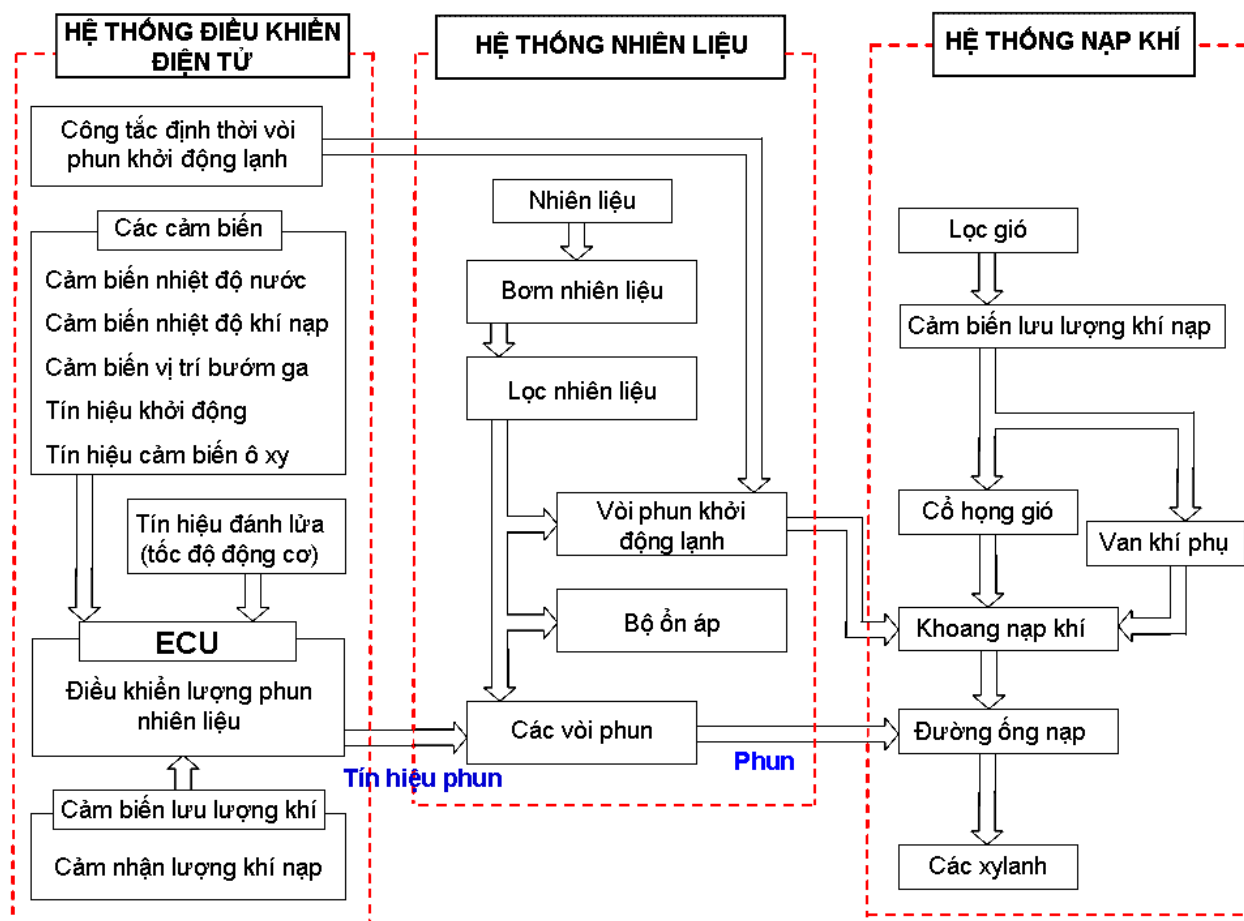 HỆ THỐNG ĐIỀU KHIỂN
ĐIỆN TỬ
Công tắc định thời vòi
phun khởi động lạnh
Các cảm biến
Cảm biến nhiệt độ nước
Cảm biến nhiệt độ khí nạp
Cảm biến vị trí bướm ga
Tín hiệu khởi động
Tín hiệu cảm biến ô xy
Tín hiệu đánh lửa
(tốc độ động cơ)
ECU
Điều khiển lượng phun
nhiên liệu
Tín hiệu phun
Cảm biến lưu lượng khí
Cảm nhận lượng khí nạp
HỆ THỐNG NHIÊN LIỆU
Nhiên liệu
Bơm nhiên liệu
Lọc nhiên liệu
Vòi phun khởi
động lạnh
Bộ ổn áp
Các vòi phun
Phun
HỆ THỐNG NẠP KHÍ
Lọc gió
Cảm biến lưu lượng khí nạp
Cổ họng gió
Van khí phụ
Khoang nạp khí
Đường ống nạp
Các xylanh